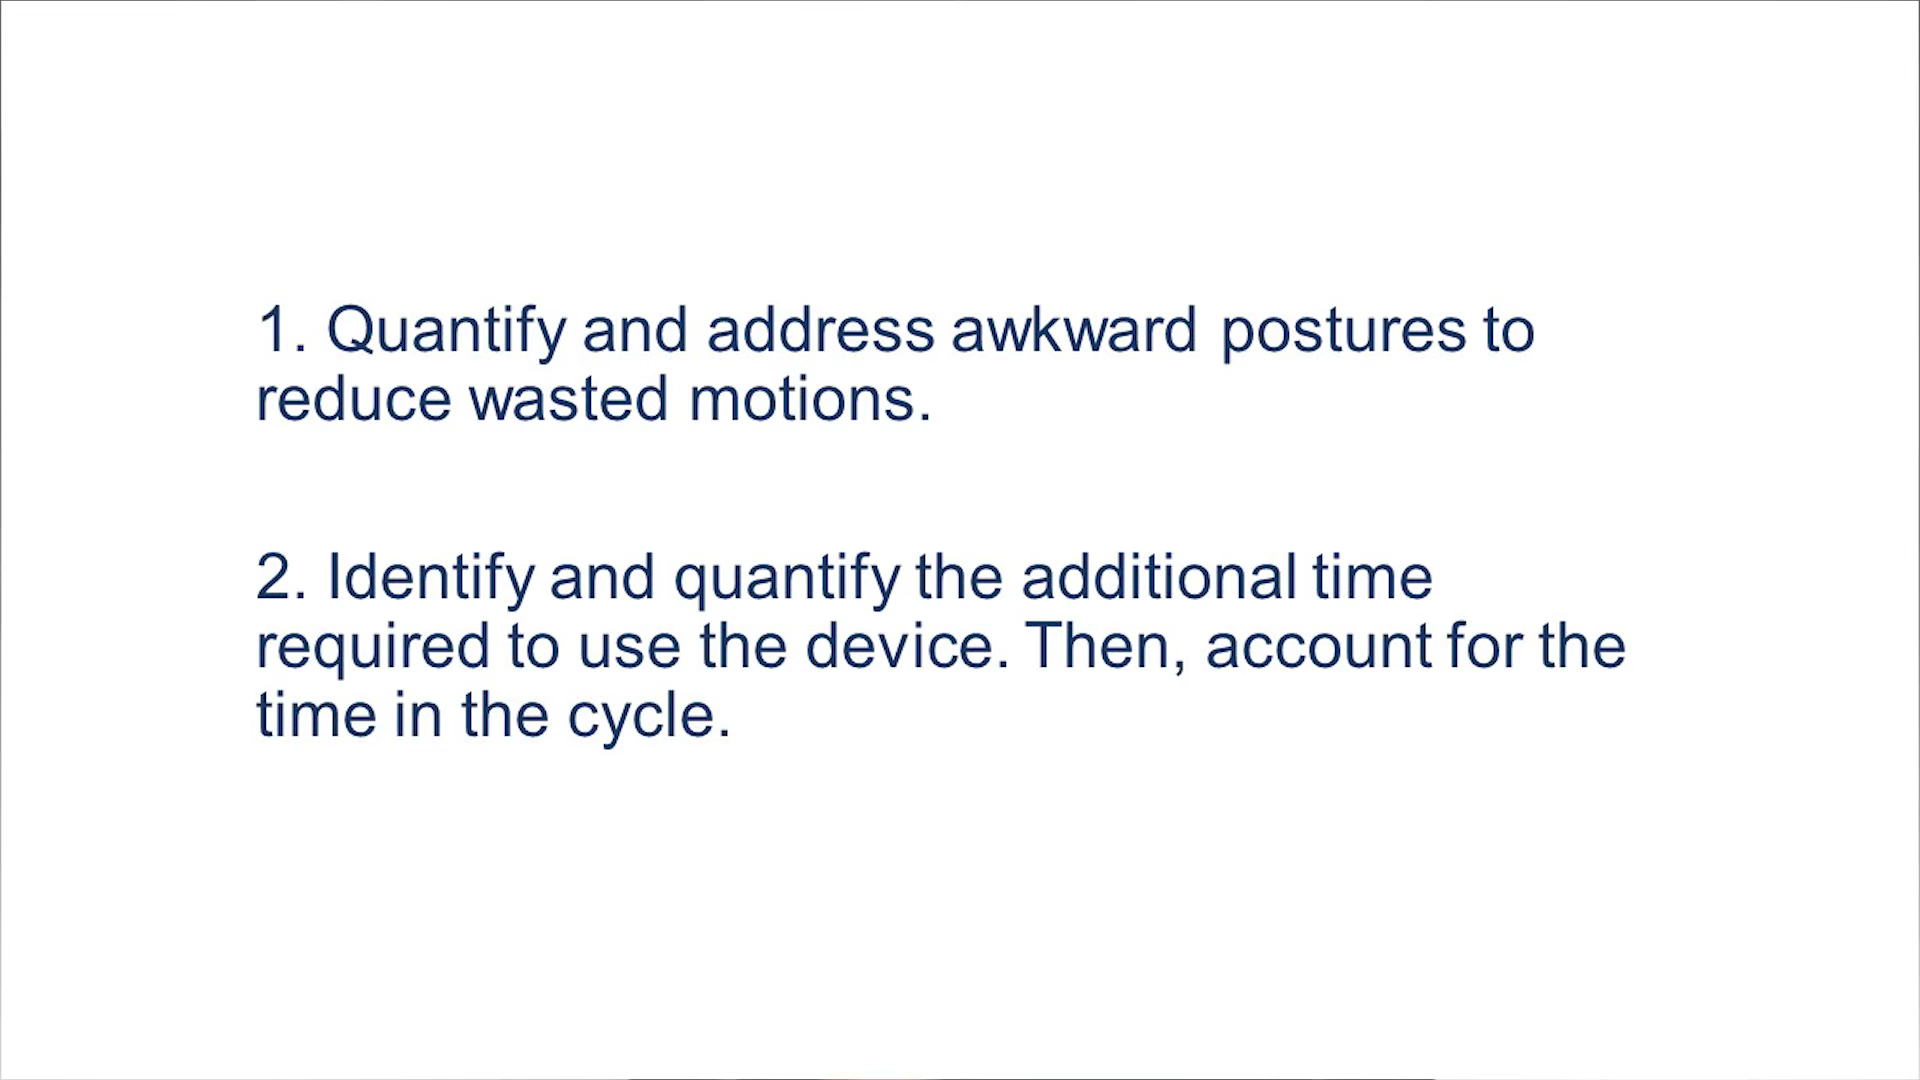 1. Quantify and address awkward postures to
reduce wasted motions.
2. Identify and quantify the additional time
required to use the device. Then, account for the
time in the cycle.